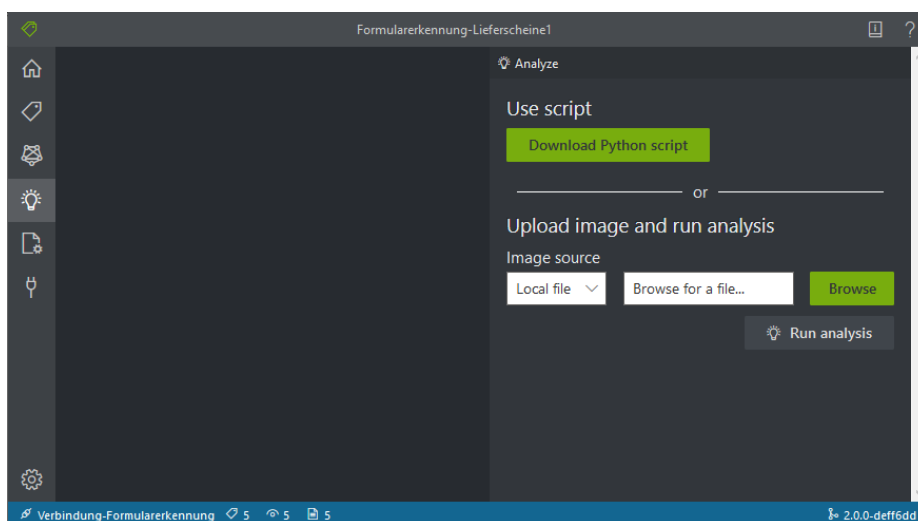 Formularerkennung-Lieferscheine1
?
Analyze
Use script
Download Python script
or
Upload image and run analysis
Image source
Local file Browse for a file... Browse
Run analysis
Verbindung-Formularerkennung 5 5 5 2.0.0-deff6dd